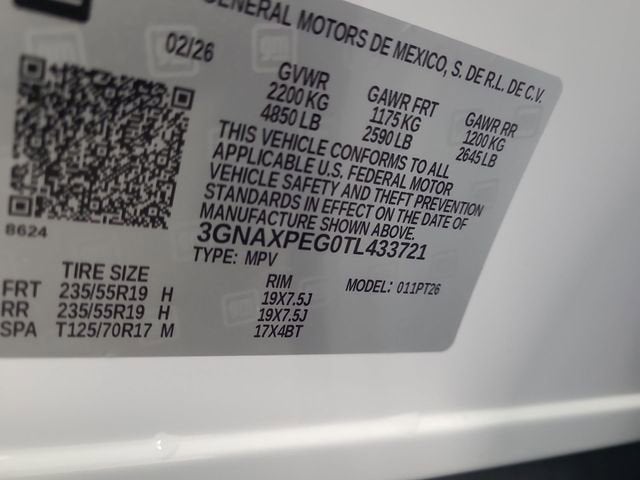 GENERAL MOTORS DE MEXICO, S. DE R.L. DE C.V.
02/26
GVWR GAWR FRT GAWR RR
2200 KG 1175 KG 1200 KG
4850 LB 2590 LB 2645 LB
THIS VEHICLE CONFORMS TO ALL
APPLICABLE U.S. FEDERAL MOTOR
VEHICLE SAFETY AND THEFT PREVENTION
STANDARDS IN EFFECT ON THE DATE OF
MANUFACTURE SHOWN ABOVE.
8624
3GNAXPEG0TL433721
TYPE: MPV
TIRE SIZE RIM MODEL: 011PT26
FRT 235/55R19 H 19X7.5J
RR 235/55R19 H 19X7.5J
SPA T125/70R17 M 17X4BT